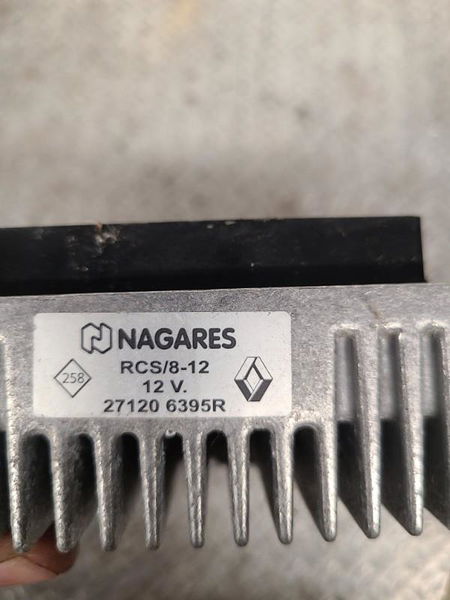 NAGARES
RCS/8-12
258
12 V.
27120 6395R